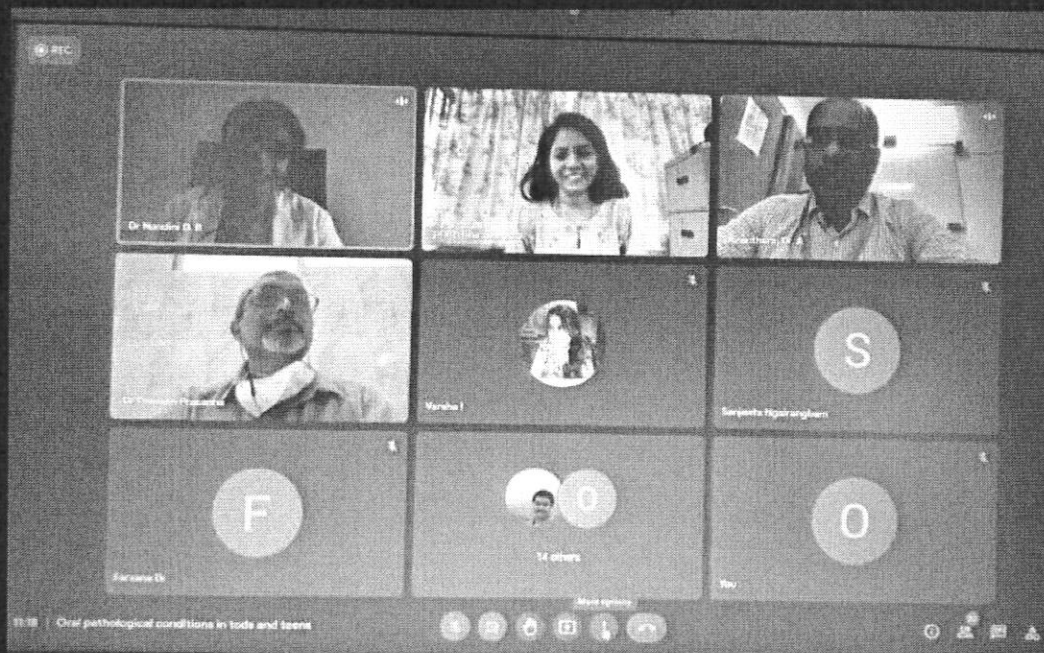 REC
Dr Nandini D. B
Varsha I
S
Sanjeeta Ngairangbam
F
Farzana Ek
O
14 others
O
You
More options
11:18 | Oral pathological conditions in tods and teens